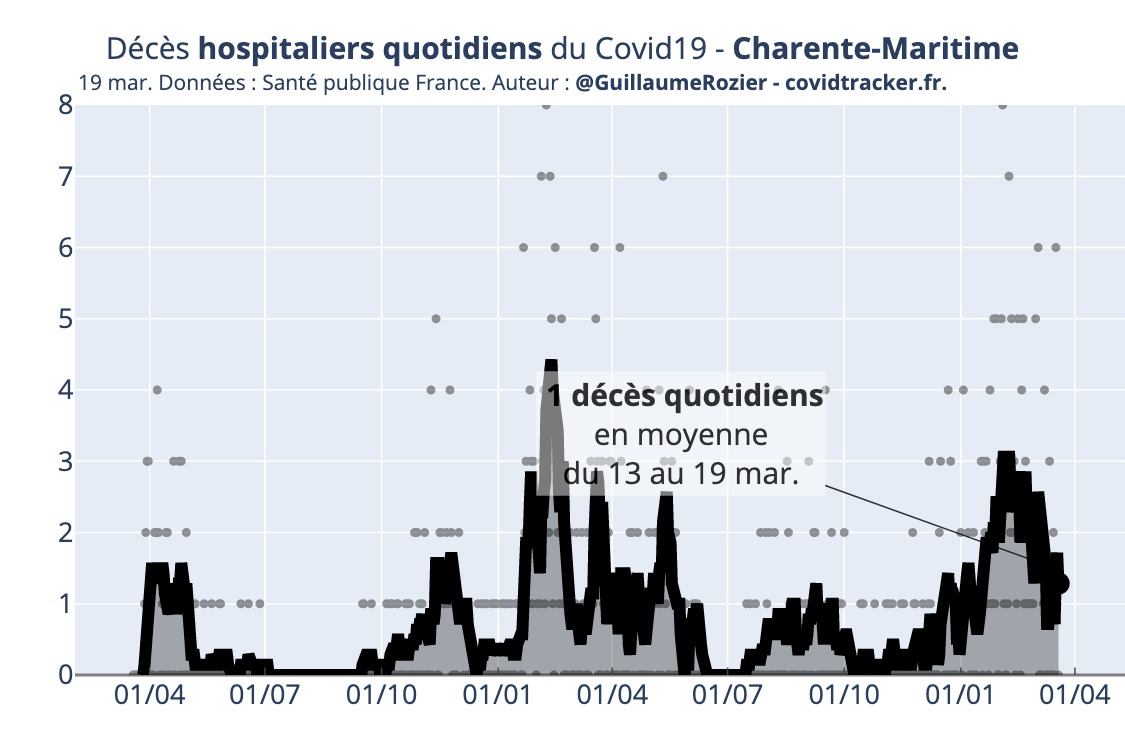 Décès hospitaliers quotidiens du Covid19 - Charente-Maritime
19 mar. Données : Santé publique France. Auteur : @GuillaumeRozier - covidtracker.fr.
8
7
6
5
4
3
2
1
0
1 décès quotidiens
en moyenne
du 13 au 19 mar.
01/04 01/07 01/10 01/01 01/04 01/07 01/10 01/01 01/04